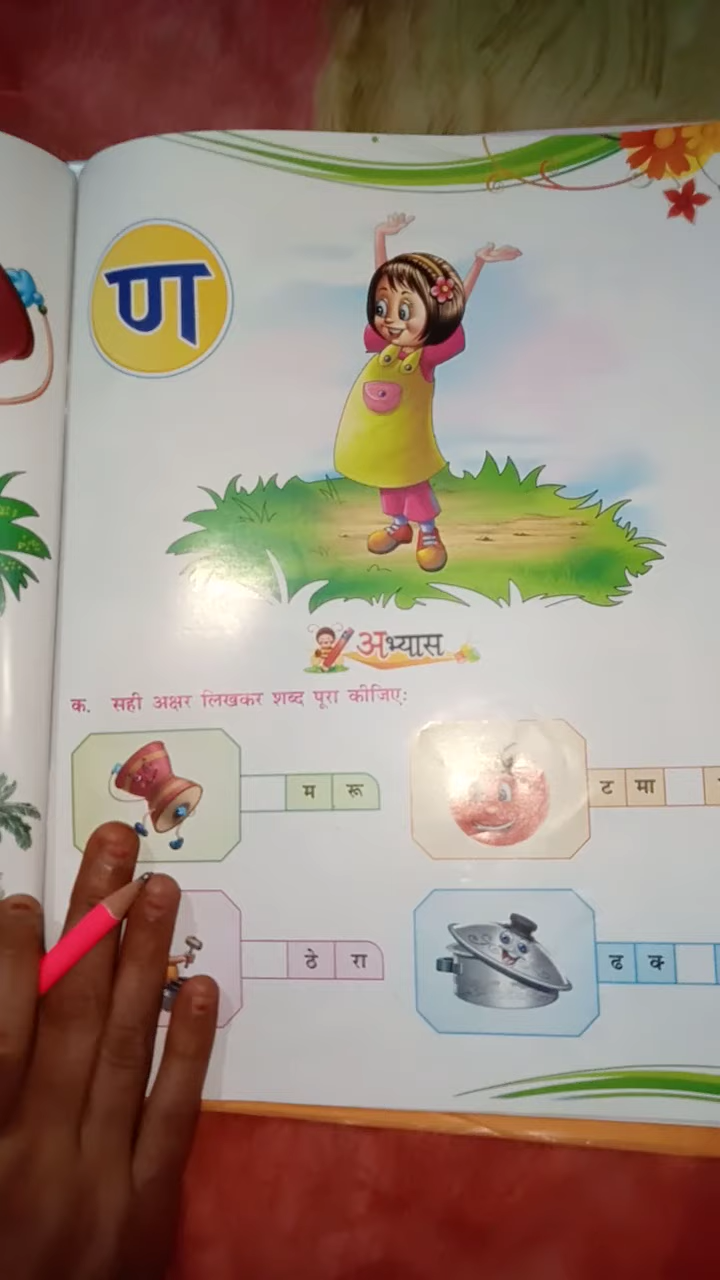 ण
अभ्यास
क. सही अक्षर लिखकर शब्द पूरा कीजिए:
म रू
ट मा
ठे रा
ढ क